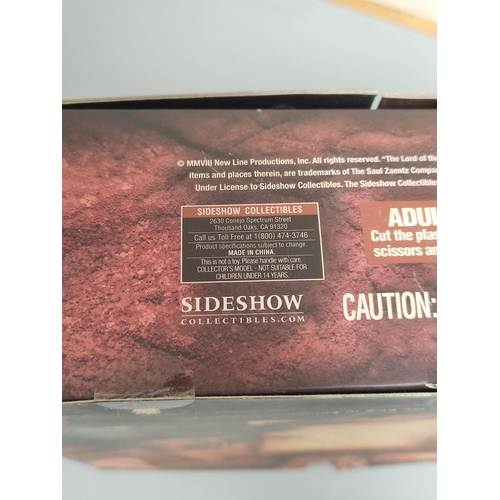 © MMVIII New Line Productions, Inc. All rights reserved. "The Lord of the
items and places therein, are trademarks of The Saul Zaentz Compa
Under License to Sideshow Collectibles. The Sideshow Collectibles
SIDESHOW COLLECTIBLES
2630 Conejo Spectrum Street
Thousand Oaks, CA 91320
Call us Toll Free at 1(800) 474-3746
Product specifications subject to change.
MADE IN CHINA.
This is not a toy. Please handle with care.
COLLECTOR'S MODEL - NOT SUITABLE FOR
CHILDREN UNDER 14 YEARS.
SIDESHOW
COLLECTIBLES.COM
ADUL
Cut the plas
scissors an
CAUTION: